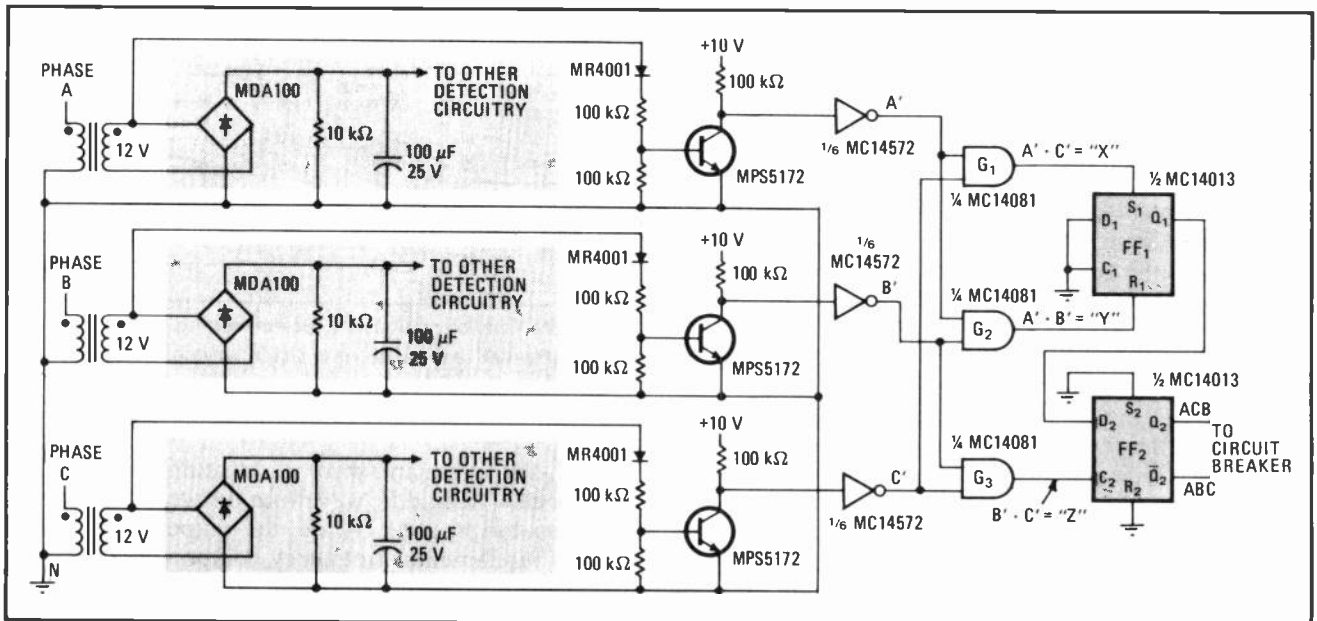 PHASE
A
12 V
MDA100
10 kΩ
100 µF
25 V
TO OTHER
DETECTION
CIRCUITRY
MR4001
100 kΩ
100 kΩ
+10 V
100 kΩ
MPS5172
A'
1/6 MC14572
PHASE
B
12 V
MDA100
10 kΩ
100 µF
25 V
TO OTHER
DETECTION
CIRCUITRY
MR4001
100 kΩ
100 kΩ
+10 V
100 kΩ
MPS5172
1/6
MC14572
B'
PHASE
C
12 V
N
MDA100
10 kΩ
100 µF
25 V
TO OTHER
DETECTION
CIRCUITRY
MR4001
100 kΩ
100 kΩ
+10 V
100 kΩ
MPS5172
C'
1/6 MC14572
G1
¼ MC14081
A' · C' = "X"
¼ MC14081
G2
A' · B' = "Y"
¼ MC14081
G3
B' · C' = "Z"
½ MC14013
D1 S1 Q1
FF1
C1 R1
½ MC14013
D2 S2 Q2
FF2
C2 R2 Q̄2
ACB
TO
CIRCUIT
BREAKER
ABC